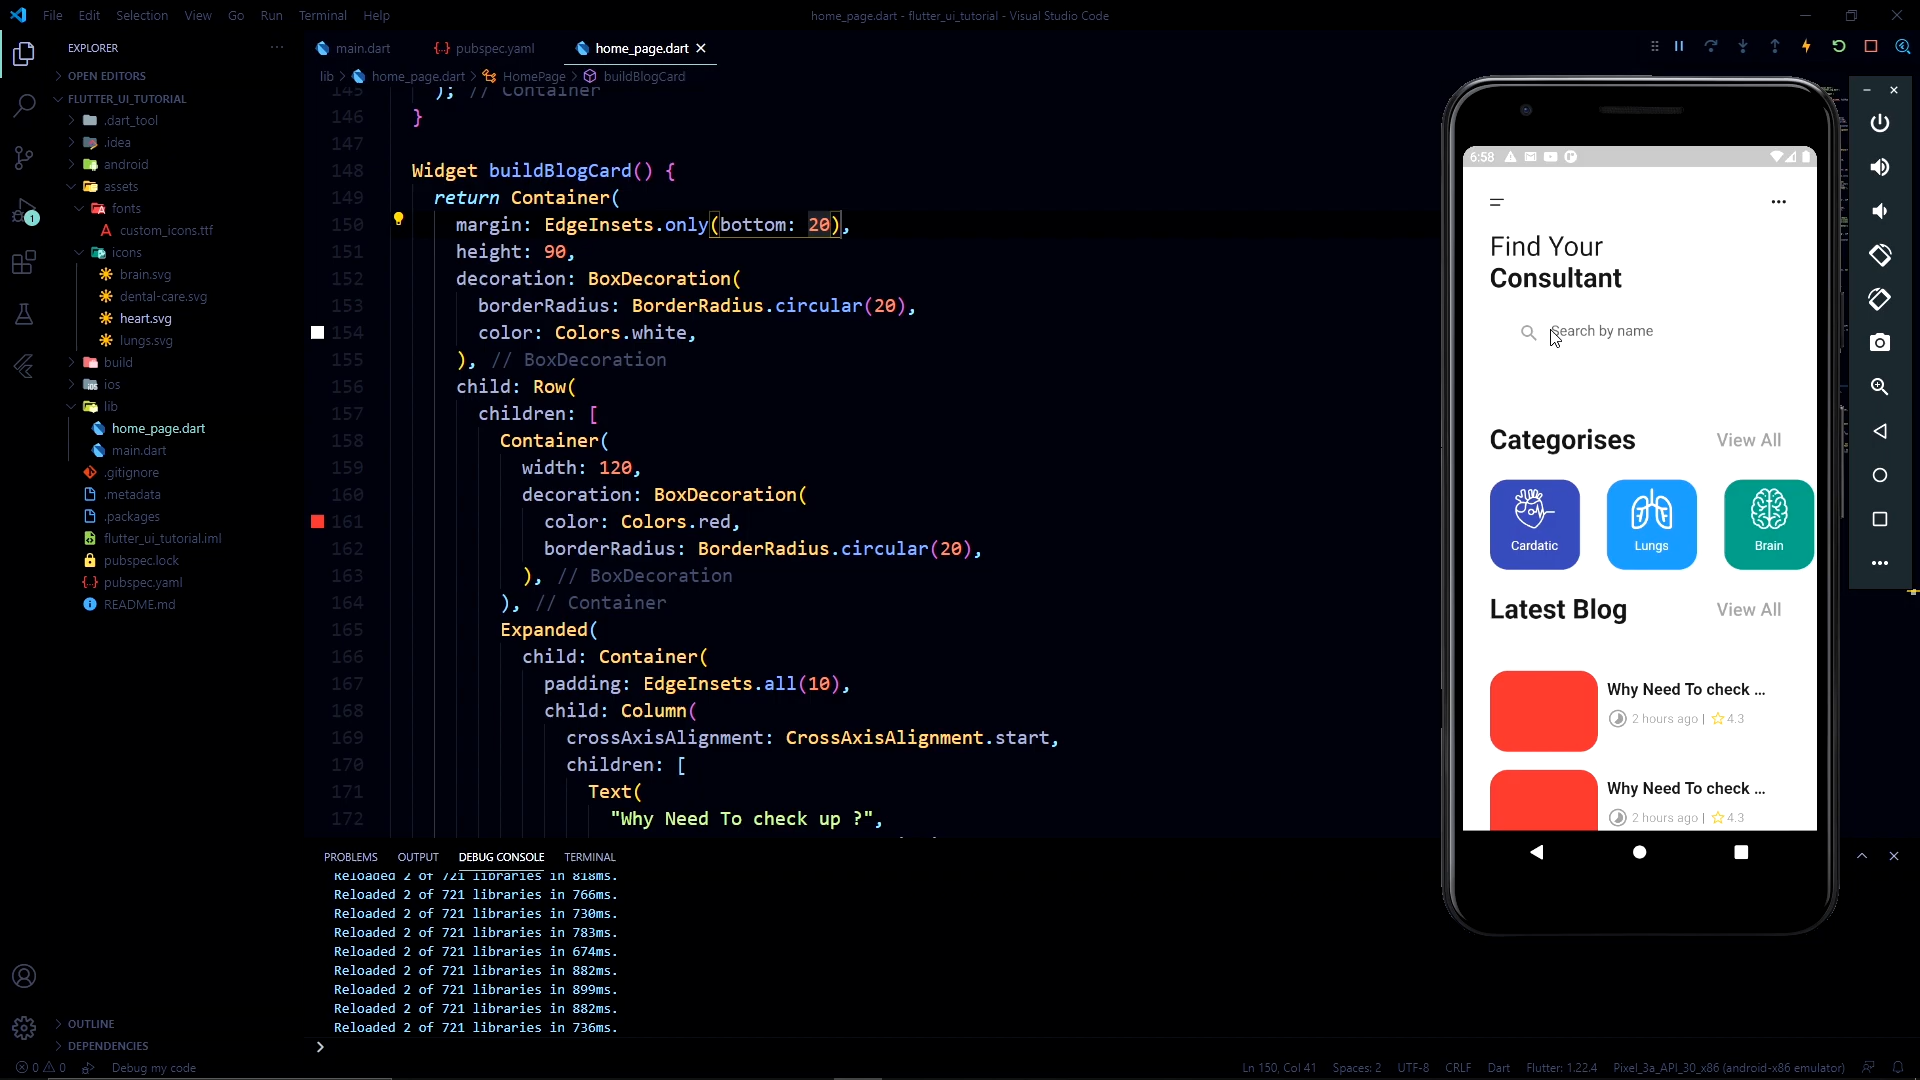 File Edit Selection View Go Run Terminal Help
home_page.dart - flutter_ui_tutorial - Visual Studio Code
EXPLORER
OPEN EDITORS
FLUTTER_UI_TUTORIAL
.dart_tool
.idea
android
assets
fonts
custom_icons.ttf
icons
brain.svg
dental-care.svg
heart.svg
lungs.svg
build
ios
lib
home_page.dart
main.dart
.gitignore
.metadata
.packages
flutter_ui_tutorial.iml
pubspec.lock
pubspec.yaml
README.md
OUTLINE
DEPENDENCIES
1
main.dart pubspec.yaml home_page.dart
lib > home_page.dart > HomePage > buildBlogCard
145 ); // Container
146 }
147
148 Widget buildBlogCard() {
149 return Container(
150 margin: EdgeInsets.only(bottom: 20),
151 height: 90,
152 decoration: BoxDecoration(
153 borderRadius: BorderRadius.circular(20),
154 color: Colors.white,
155 ), // BoxDecoration
156 child: Row(
157 children: [
158 Container(
159 width: 120,
160 decoration: BoxDecoration(
161 color: Colors.red,
162 borderRadius: BorderRadius.circular(20),
163 ), // BoxDecoration
164 ), // Container
165 Expanded(
166 child: Container(
167 padding: EdgeInsets.all(10),
168 child: Column(
169 crossAxisAlignment: CrossAxisAlignment.start,
170 children: [
171 Text(
172 "Why Need To check up ?",
PROBLEMS OUTPUT DEBUG CONSOLE TERMINAL
Reloaded 2 of 721 libraries in 818ms.
Reloaded 2 of 721 libraries in 766ms.
Reloaded 2 of 721 libraries in 730ms.
Reloaded 2 of 721 libraries in 783ms.
Reloaded 2 of 721 libraries in 674ms.
Reloaded 2 of 721 libraries in 882ms.
Reloaded 2 of 721 libraries in 899ms.
Reloaded 2 of 721 libraries in 882ms.
Reloaded 2 of 721 libraries in 736ms.
6:58
Find Your
Consultant
Search by name
Categorises View All
Cardatic Lungs Brain
Latest Blog View All
Why Need To check ...
2 hours ago | 4.3
Why Need To check ...
2 hours ago | 4.3
0 0 Debug my code
Ln 150, Col 41 Spaces: 2 UTF-8 CRLF Dart Flutter: 1.22.4 Pixel_3a_API_30_x86 (android-x86 emulator)